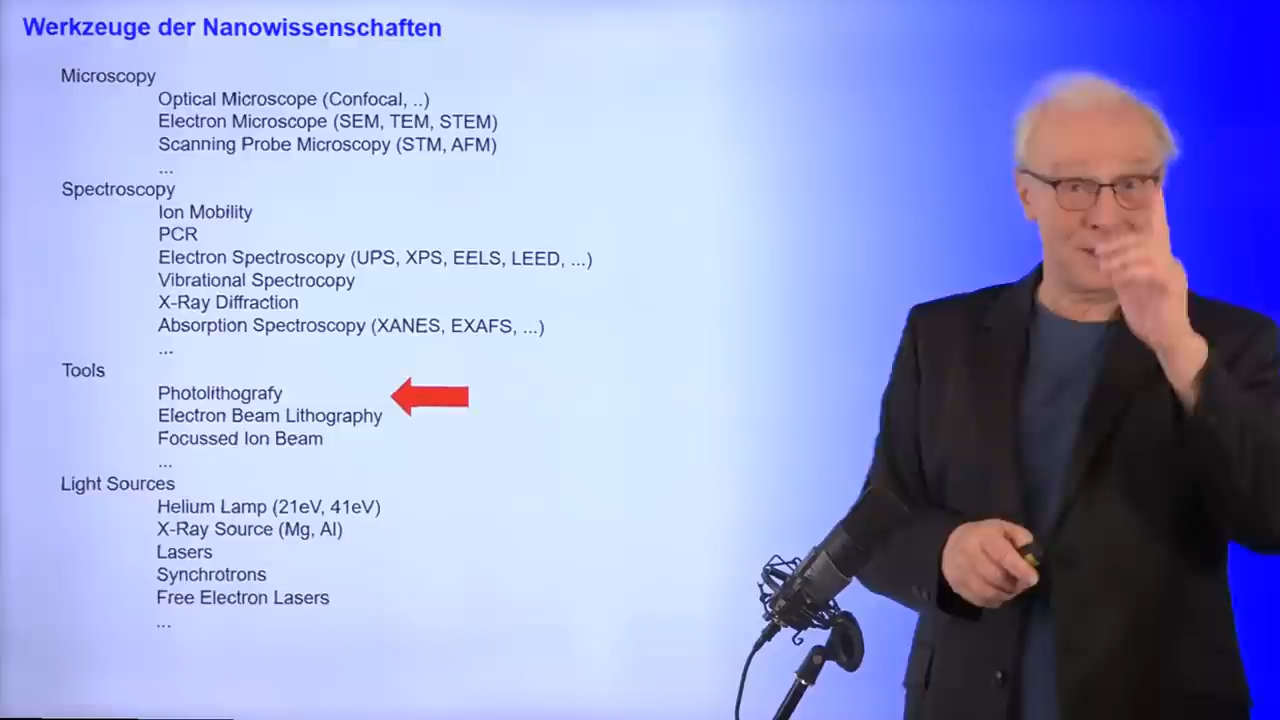 Werkzeuge der Nanowissenschaften
Microscopy
Optical Microscope (Confocal, ..)
Electron Microscope (SEM, TEM, STEM)
Scanning Probe Microscopy (STM, AFM)
...
Spectroscopy
Ion Mobility
PCR
Electron Spectroscopy (UPS, XPS, EELS, LEED, ...)
Vibrational Spectrocopy
X-Ray Diffraction
Absorption Spectroscopy (XANES, EXAFS, ...)
...
Tools
Photolithografy
Electron Beam Lithography
Focussed Ion Beam
...
Light Sources
Helium Lamp (21eV, 41eV)
X-Ray Source (Mg, Al)
Lasers
Synchrotrons
Free Electron Lasers
...